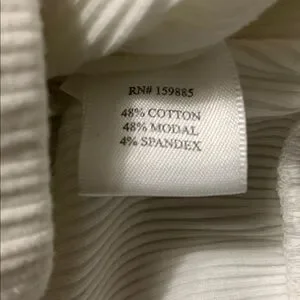 RN# 159885
48% COTTON
48% MODAL
4% SPANDEX